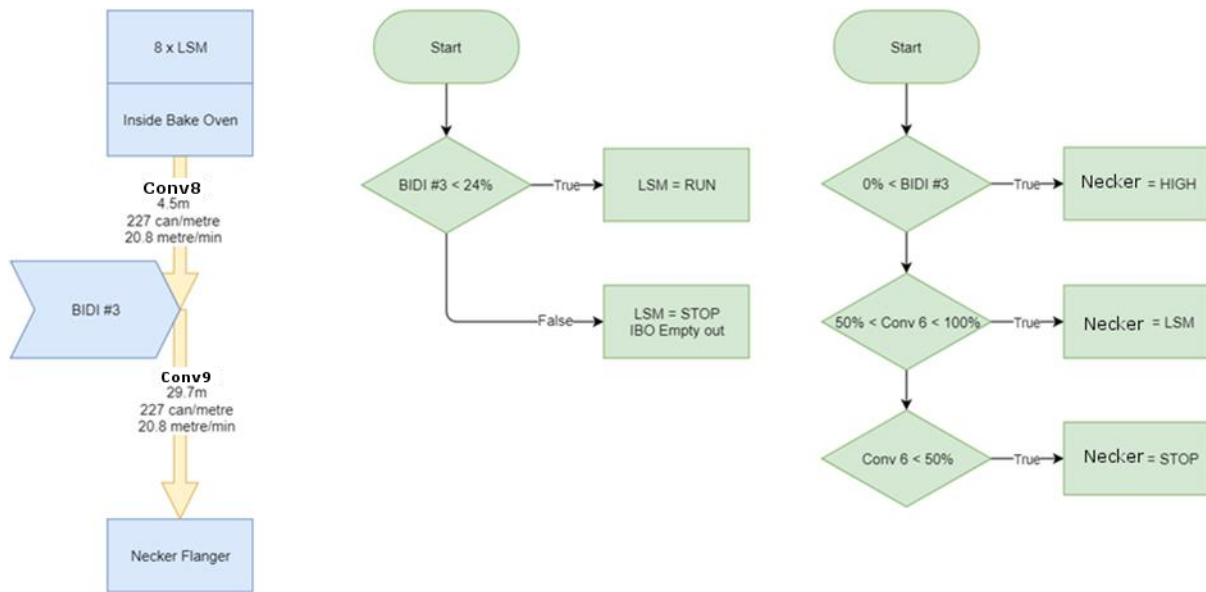 8 x LSM
Inside Bake Oven
Conv8
4.5m
227 can/metre
20.8 metre/min
BIDI #3
Conv9
29.7m
227 can/metre
20.8 metre/min
Necker Flanger
Start
BIDI #3 < 24%
True
LSM = RUN
False
LSM = STOP
IBO Empty out
Start
0% < BIDI #3
True
Necker = HIGH
50% < Conv 6 < 100%
True
Necker = LSM
Conv 6 < 50%
True
Necker = STOP